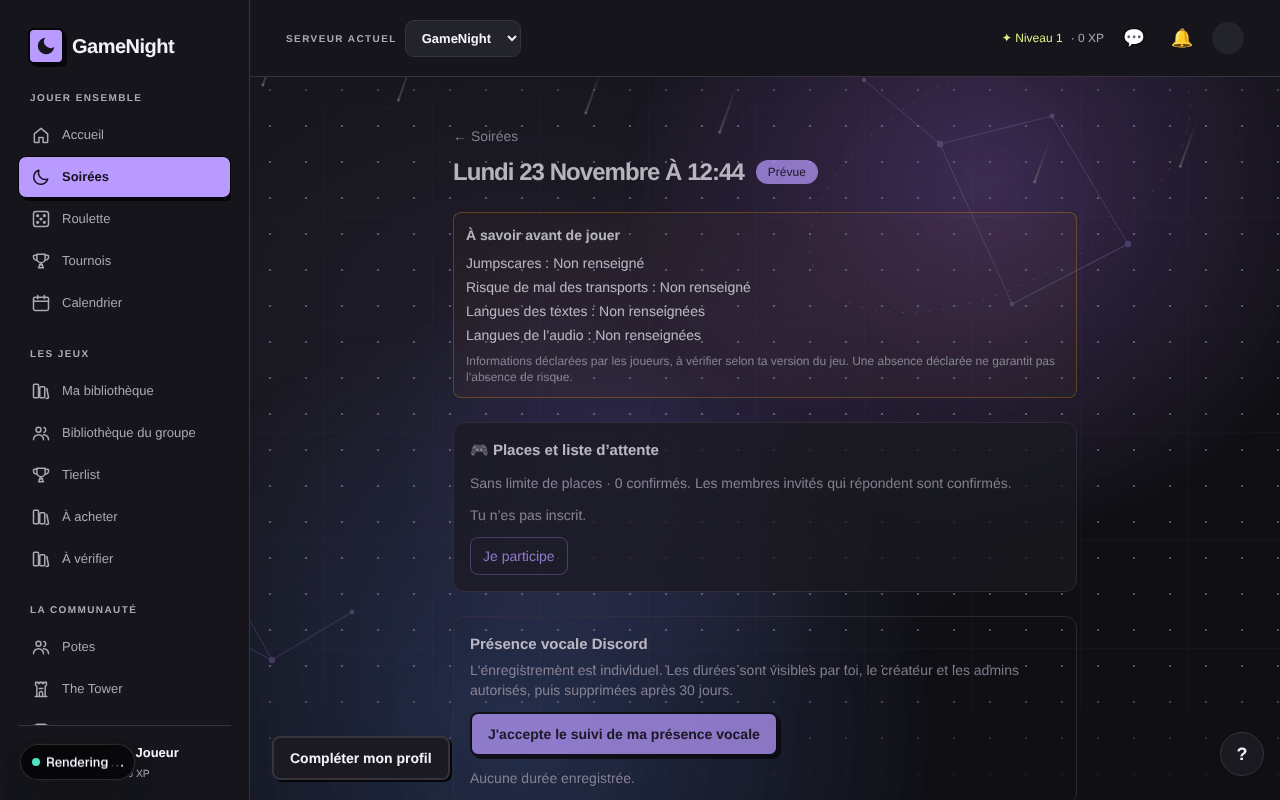 GameNight
JOUER ENSEMBLE
Accueil
Soirées
Roulette
Tournois
Calendrier
LES JEUX
Ma bibliothèque
Bibliothèque du groupe
Tierlist
À acheter
À vérifier
LA COMMUNAUTÉ
Potes
The Tower
Joueur
XP
Rendering ...
SERVEUR ACTUEL
GameNight
✦ Niveau 1 · 0 XP
← Soirées
Lundi 23 Novembre À 12:44
Prévue
À savoir avant de jouer
Jumpscares : Non renseigné
Risque de mal des transports : Non renseigné
Langues des textes : Non renseignées
Langues de l’audio : Non renseignées
Informations déclarées par les joueurs, à vérifier selon ta version du jeu. Une absence déclarée ne garantit pas
l’absence de risque.
🎮 Places et liste d’attente
Sans limite de places · 0 confirmés. Les membres invités qui répondent sont confirmés.
Tu n’es pas inscrit.
Je participe
Présence vocale Discord
L’enregistrement est individuel. Les durées sont visibles par toi, le créateur et les admins
autorisés, puis supprimées après 30 jours.
J’accepte le suivi de ma présence vocale
Aucune durée enregistrée.
Compléter mon profil
?